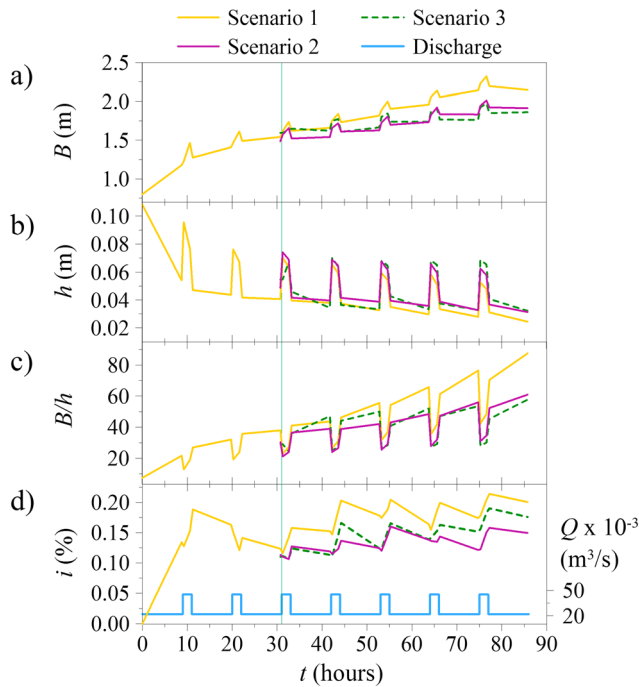 Scenario 1 Scenario 3
Scenario 2 Discharge
a)
B (m)
2.5
2.0
1.5
1.0
b)
h (m)
0.10
0.08
0.06
0.04
0.02
c)
B/h
80
60
40
20
d)
i (%)
0.20
0.15
0.10
0.05
0.00
Q x 10⁻³
(m³/s)
50
20
0 10 20 30 40 50 60 70 80 90
t (hours)